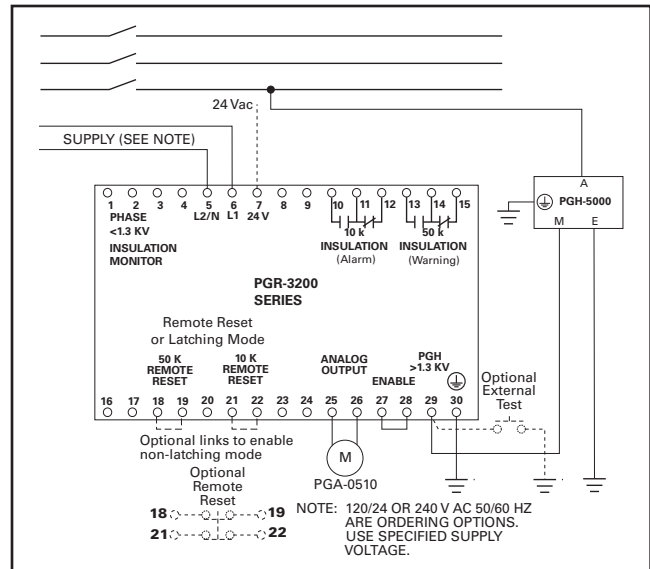 24 Vac
SUPPLY (SEE NOTE)
A
PGH-5000
M E
1 2 3 4 5 6 7 8 9 10 11 12 13 14 15
PHASE L2/N L1 24 V
<1.3 KV
10 k 50 k
INSULATION MONITOR
INSULATION INSULATION
(Alarm) (Warning)
PGR-3200
SERIES
Remote Reset
or Latching Mode
50 K
REMOTE
RESET
10 K
REMOTE
RESET
ANALOG
OUTPUT
ENABLE
PGH
>1.3 KV
16 17 18 19 20 21 22 23 24 25 26 27 28 29 30
Optional
External
Test
Optional links to enable
non-latching mode
M
PGA-0510
Optional
Remote
Reset
18 19
21 22
NOTE: 120/24 OR 240 V AC 50/60 HZ
ARE ORDERING OPTIONS.
USE SPECIFIED SUPPLY
VOLTAGE.